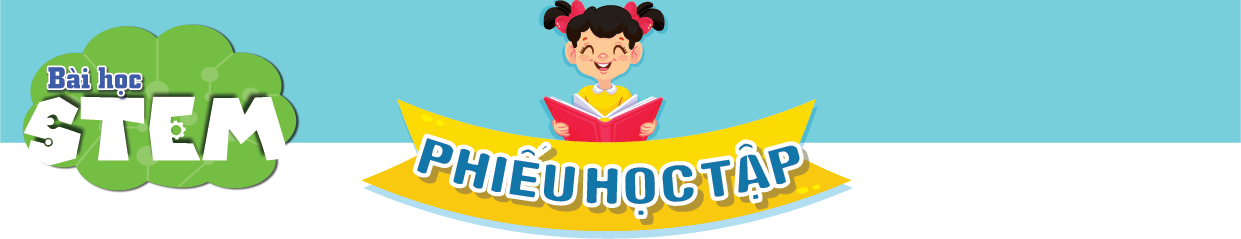 Bài học
STEM
PHIẾU HỌC TẬP